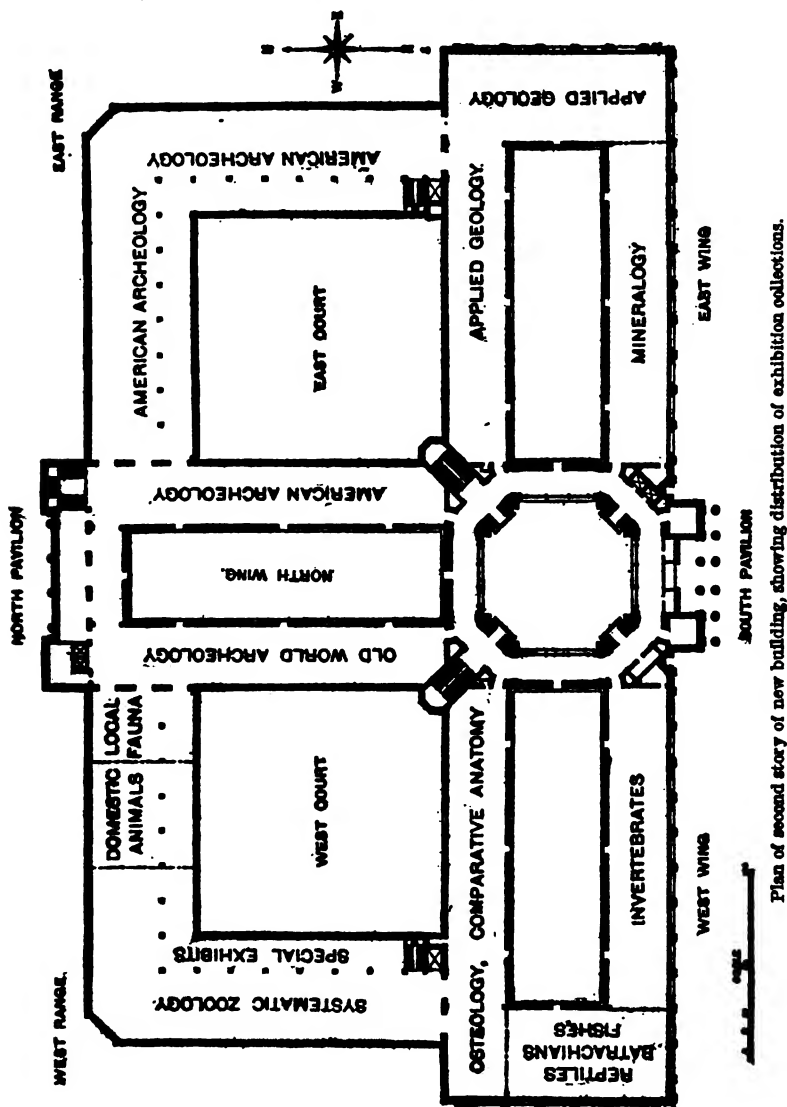 NORTH PAVILION
WEST RANGE.
EAST RANGE
W
DOMESTIC
ANIMALS
LOCAL
FAUNA
AMERICAN ARCHEOLOGY
SYSTEMATIC ZOOLOGY.
SPECIAL EXHIBITS
WEST COURT
OLD WORLD ARCHEOLOGY
NORTH WING.
AMERICAN ARCHEOLOGY
EAST COURT
AMERICAN ARCHEOLOGY
OSTEOLOGY, COMPARATIVE ANATOMY
APPLIED GEOLOGY.
APPLIED GEOLOGY
REPTILES
BATRACHIANS
FISHES
INVERTEBRATES
MINERALOGY
WEST WING
SOUTH PAVILION
EAST WING
Plan of second story of new building, showing distribution of exhibition collections.